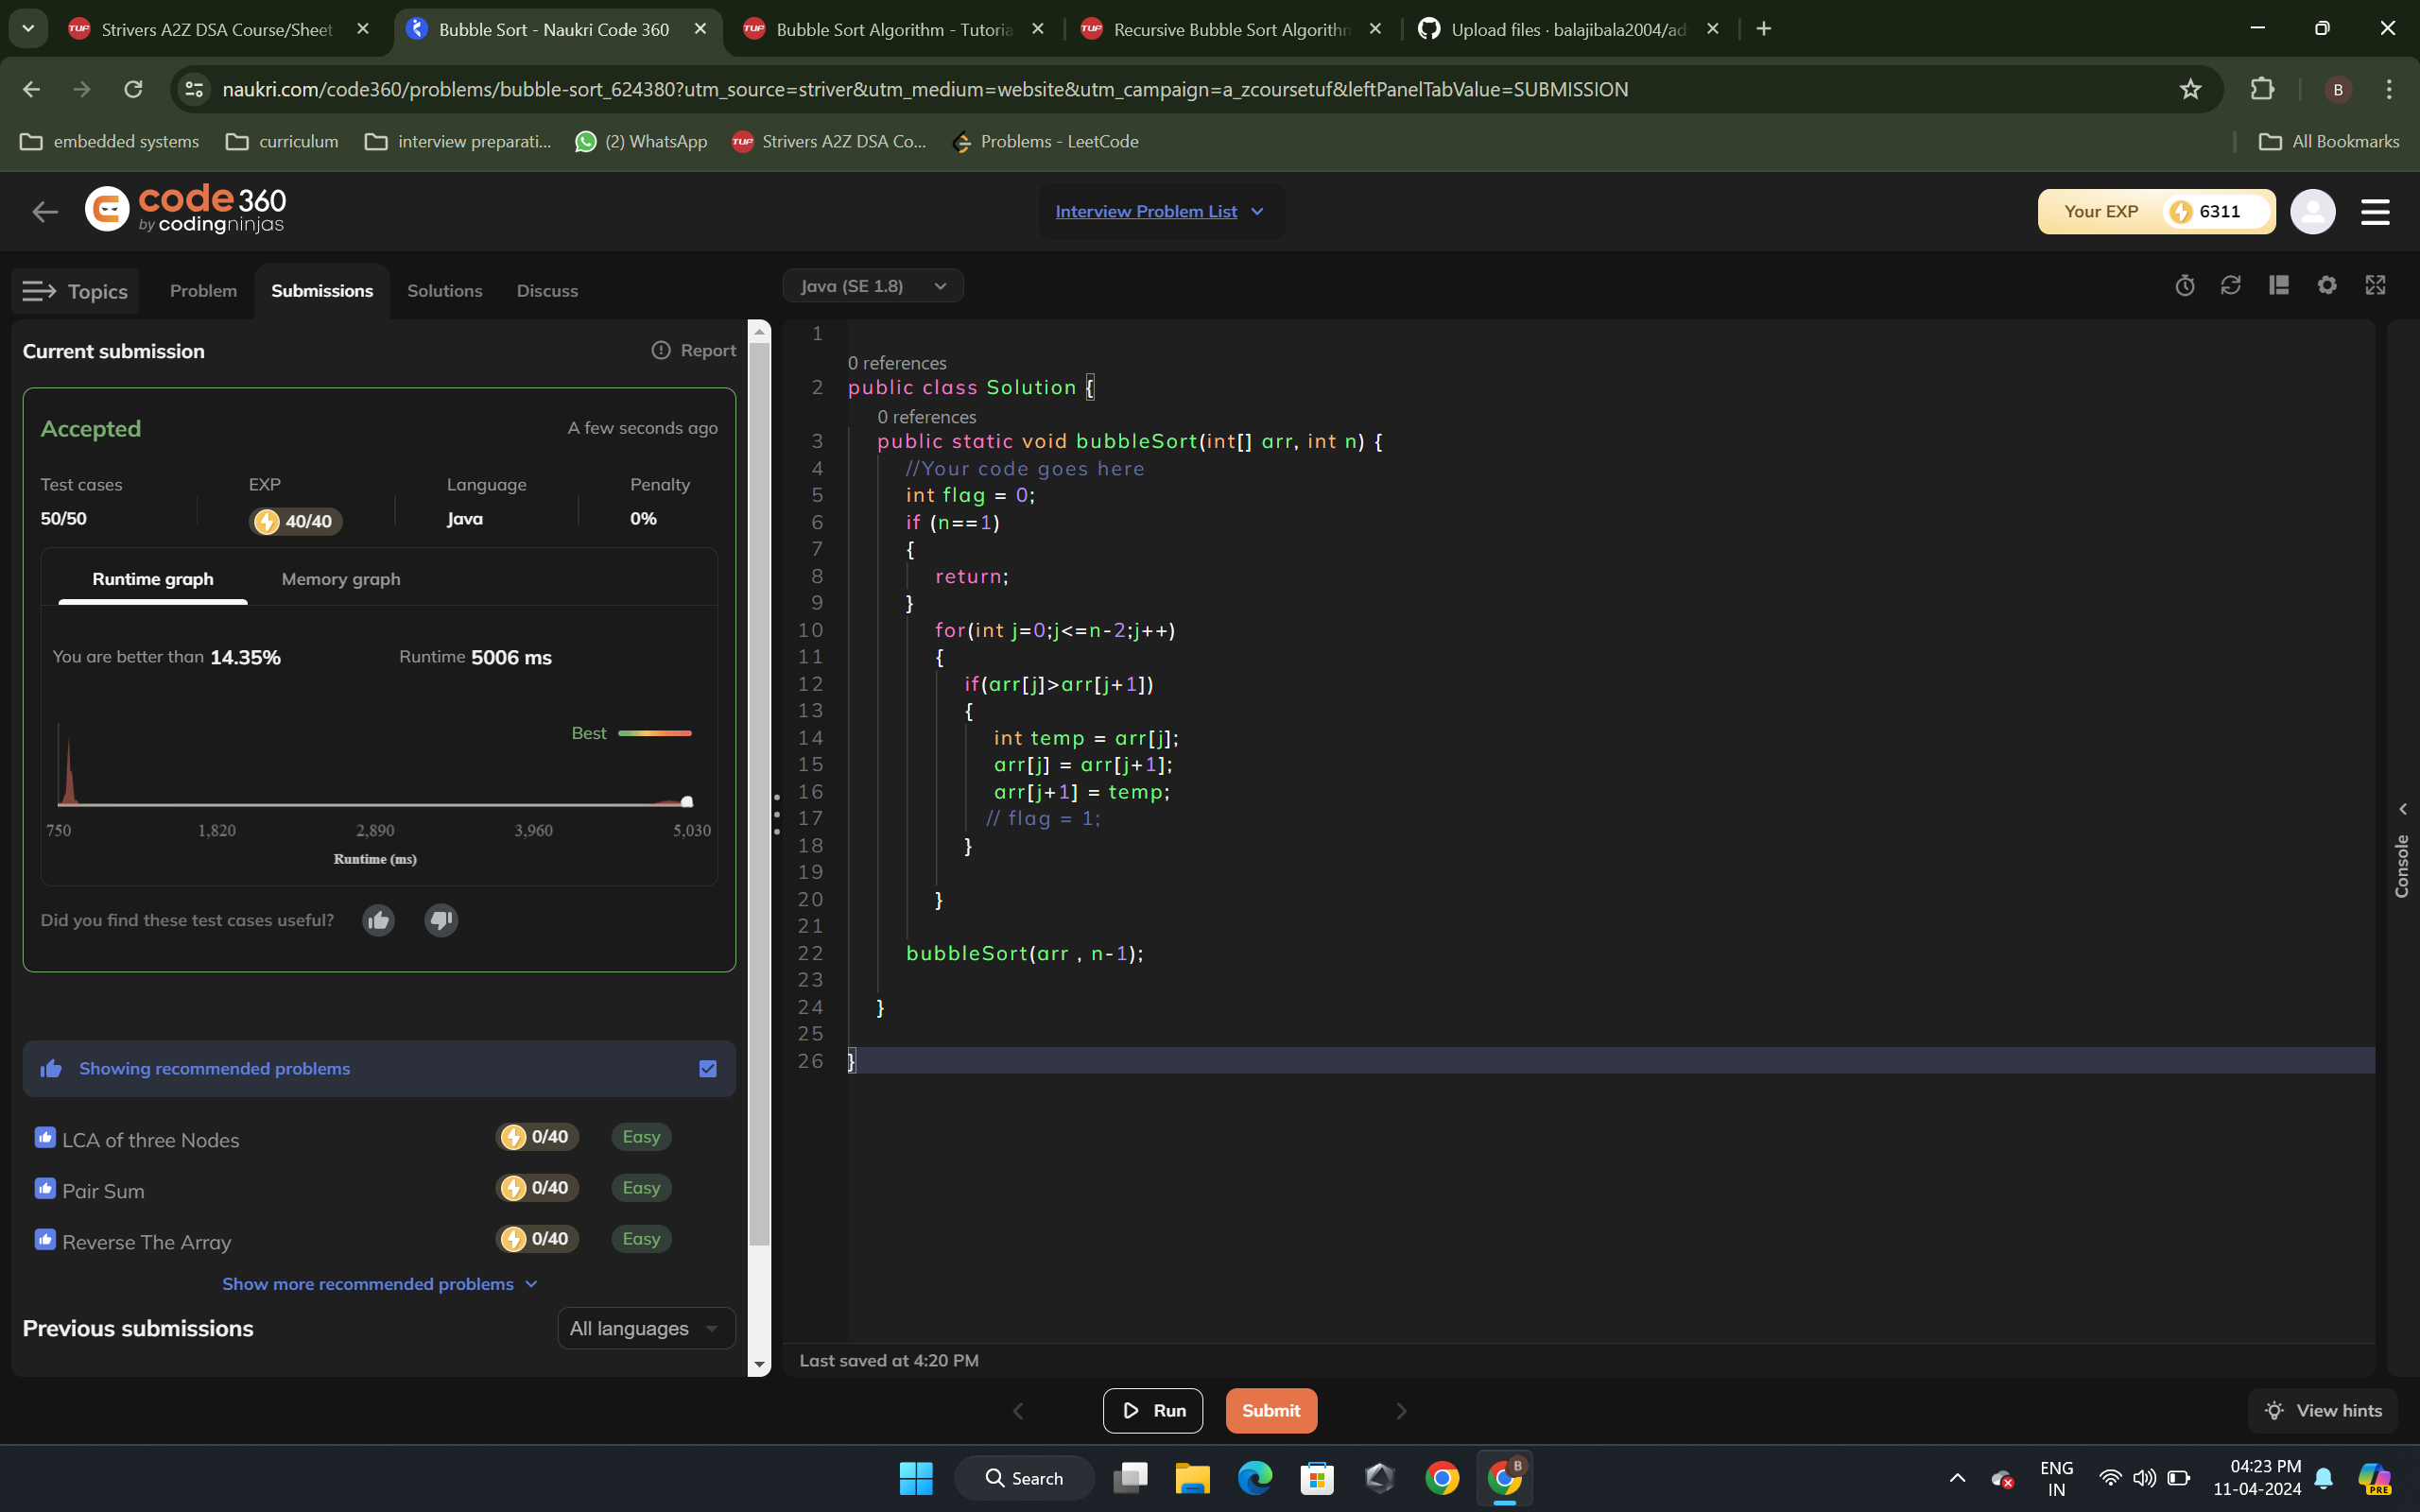 Strivers A2Z DSA Course/Sheet
Bubble Sort - Naukri Code 360
Bubble Sort Algorithm - Tutoria
Recursive Bubble Sort Algorithm
Upload files · balajibala2004/ad
naukri.com/code360/problems/bubble-sort_624380?utm_source=striver&utm_medium=website&utm_campaign=a_zcoursetuf&leftPanelTabValue=SUBMISSION
B
embedded systems
curriculum
interview preparati...
(2) WhatsApp
TUF Strivers A2Z DSA Co...
Problems - LeetCode
All Bookmarks
code 360
by codingninjas
Interview Problem List
Your EXP 6311
Topics
Problem
Submissions
Solutions
Discuss
Java (SE 1.8)
Current submission
Report
Accepted
A few seconds ago
Test cases
EXP
Language
Penalty
50/50
40/40
Java
0%
Runtime graph
Memory graph
You are better than 14.35%
Runtime 5006 ms
Best
750
1,820
2,890
3,960
5,030
Runtime (ms)
Did you find these test cases useful?
Showing recommended problems
LCA of three Nodes
0/40
Easy
Pair Sum
0/40
Easy
Reverse The Array
0/40
Easy
Show more recommended problems
Previous submissions
All languages
1
0 references
2 public class Solution {
0 references
3 public static void bubbleSort(int[] arr, int n) {
4 //Your code goes here
5 int flag = 0;
6 if (n==1)
7 {
8 return;
9 }
10 for(int j=0;j<=n-2;j++)
11 {
12 if(arr[j]>arr[j+1])
13 {
14 int temp = arr[j];
15 arr[j] = arr[j+1];
16 arr[j+1] = temp;
17 // flag = 1;
18 }
19
20 }
21
22 bubbleSort(arr , n-1);
23
24 }
25
26 }
Console
Last saved at 4:20 PM
Run
Submit
View hints
Search
B
ENG
IN
04:23 PM
11-04-2024
PRE